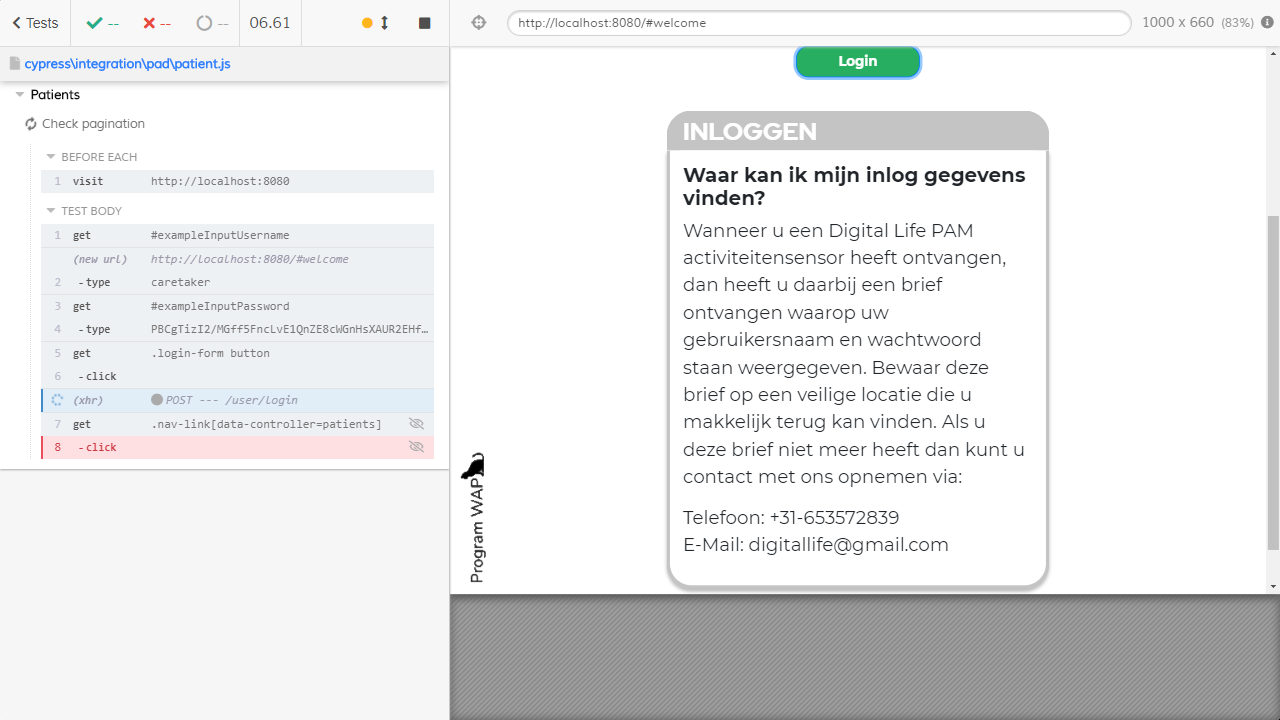 Tests -- -- -- 06.61
http://localhost:8080/#welcome 1000 x 660 (83%)
cypress\integration\pad\patient.js
Patients
Check pagination
BEFORE EACH
1 visit http://localhost:8080
TEST BODY
1 get #exampleInputUsername
(new url) http://localhost:8080/#welcome
2 - type caretaker
3 get #exampleInputPassword
4 - type PBCgTizI2/MGff5FncLvE1QnZE8cWGnHsXAUR2EHf…
5 get .login-form button
6 - click
(xhr) POST --- /user/login
7 get .nav-link[data-controller=patients]
8 - click
Login
INLOGGEN
Waar kan ik mijn inlog gegevens
vinden?
Wanneer u een Digital Life PAM
activiteitensensor heeft ontvangen,
dan heeft u daarbij een brief
ontvangen waarop uw
gebruikersnaam en wachtwoord
staan weergegeven. Bewaar deze
brief op een veilige locatie die u
makkelijk terug kan vinden. Als u
deze brief niet meer heeft dan kunt u
contact met ons opnemen via:
Telefoon: +31-653572839
E-Mail: digitallife@gmail.com
Program WAP